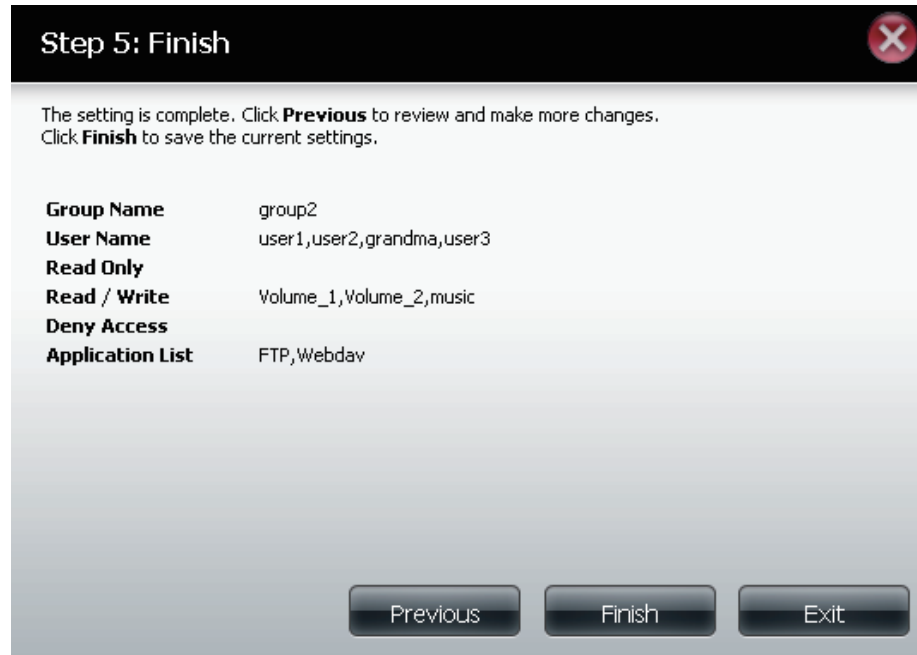 Step 5: Finish
The setting is complete. Click Previous to review and make more changes.
Click Finish to save the current settings.
Group Name group2
User Name user1,user2,grandma,user3
Read Only
Read / Write Volume_1,Volume_2,music
Deny Access
Application List FTP,Webdav
Previous Finish Exit